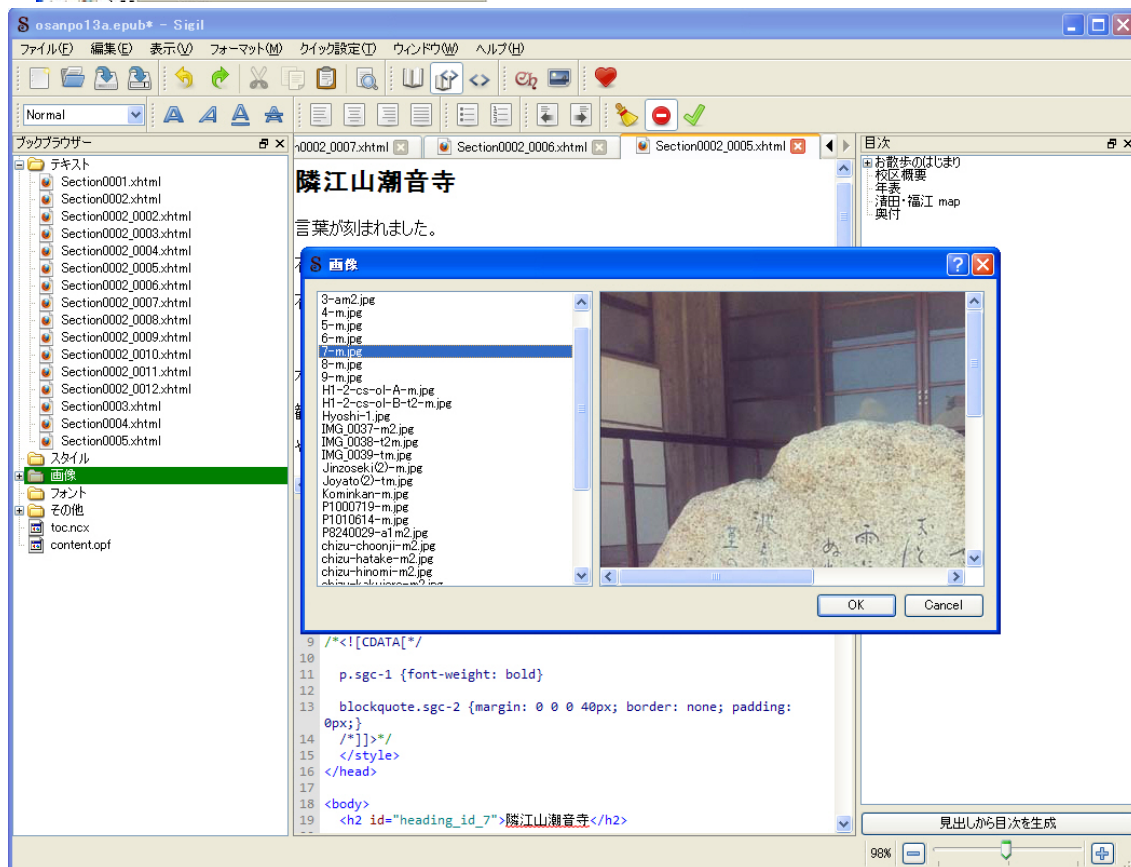 osanpo13a.epub* - Sigil
ファイル(F) 編集(E) 表示(V) フォーマット(M) クイック設定(T) ウィンドウ(W) ヘルプ(H)
Normal
ブックブラウザー
テキスト
Section0001.xhtml
Section0002.xhtml
Section0002_0002.xhtml
Section0002_0003.xhtml
Section0002_0004.xhtml
Section0002_0005.xhtml
Section0002_0006.xhtml
Section0002_0007.xhtml
Section0002_0008.xhtml
Section0002_0009.xhtml
Section0002_0010.xhtml
Section0002_0011.xhtml
Section0002_0012.xhtml
Section0003.xhtml
Section0004.xhtml
Section0005.xhtml
スタイル
画像
フォント
その他
toc.ncx
content.opf
0002_0007.xhtml Section0002_0006.xhtml Section0002_0005.xhtml
隣江山潮音寺
言葉が刻まれました。
画像
3-am2.jpg
4-m.jpg
5-m.jpg
6-m.jpg
7-m.jpg
8-m.jpg
9-m.jpg
H1-2-cs-ol-A-m.jpg
H1-2-cs-ol-B-t2-m.jpg
Hyoshi-1.jpg
IMG_0037-m2.jpg
IMG_0038-t2m.jpg
IMG_0039-tm.jpg
Jinzoseki(2)-m.jpg
Joyato(2)-tm.jpg
Kominkan-m.jpg
P1000719-m.jpg
P1010614-m.jpg
P8240029-a1m2.jpg
chizu-choonji-m2.jpg
chizu-hatake-m2.jpg
chizu-hinomi-m2.jpg
OK Cancel
9 /*<![CDATA[*/
10
11 p.sgc-1 {font-weight: bold}
12
13 blockquote.sgc-2 {margin: 0 0 0 40px; border: none; padding:
0px;}
14 /*]]>*/
15 </style>
16 </head>
17
18 <body>
19 <h2 id="heading_id_7">隣江山潮音寺</h2>
目次
お散歩のはじまり
校区概要
年表
清田・福江 map
奥付
見出しから目次を生成
98%